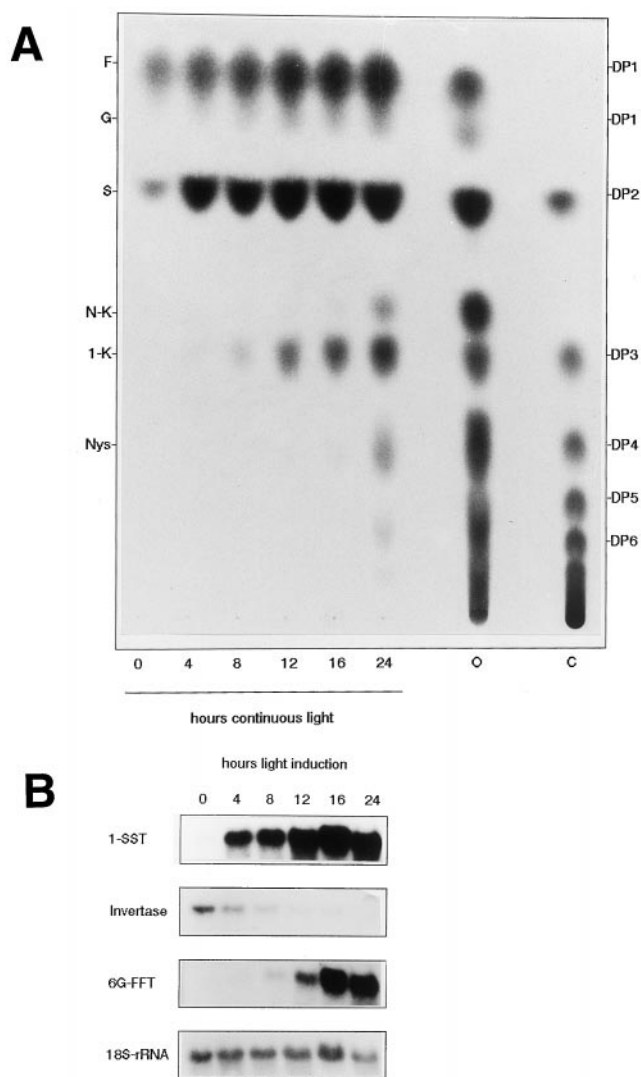 A
F
G
S
N-K
1-K
Nys
DP1
DP1
DP2
DP3
DP4
DP5
DP6
0 4 8 12 16 24 O C
hours continuous light
B
hours light induction
0 4 8 12 16 24
1-SST
Invertase
6G-FFT
18S-rRNA